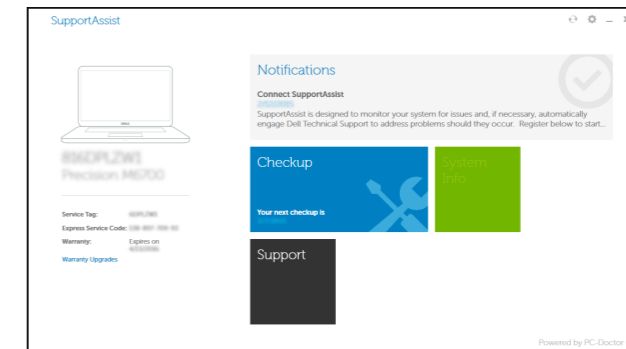 SupportAssist
Notifications
Connect SupportAssist
SupportAssist is designed to monitor your system for issues and, if necessary, automatically
engage Dell Technical Support to address problems should they occur. Register below to start...
Precision M6700
Checkup
System
Info
Your next checkup is
Service Tag:
Express Service Code:
Warranty: Expires on
Warranty Upgrades
Support
Powered by PC-Doctor